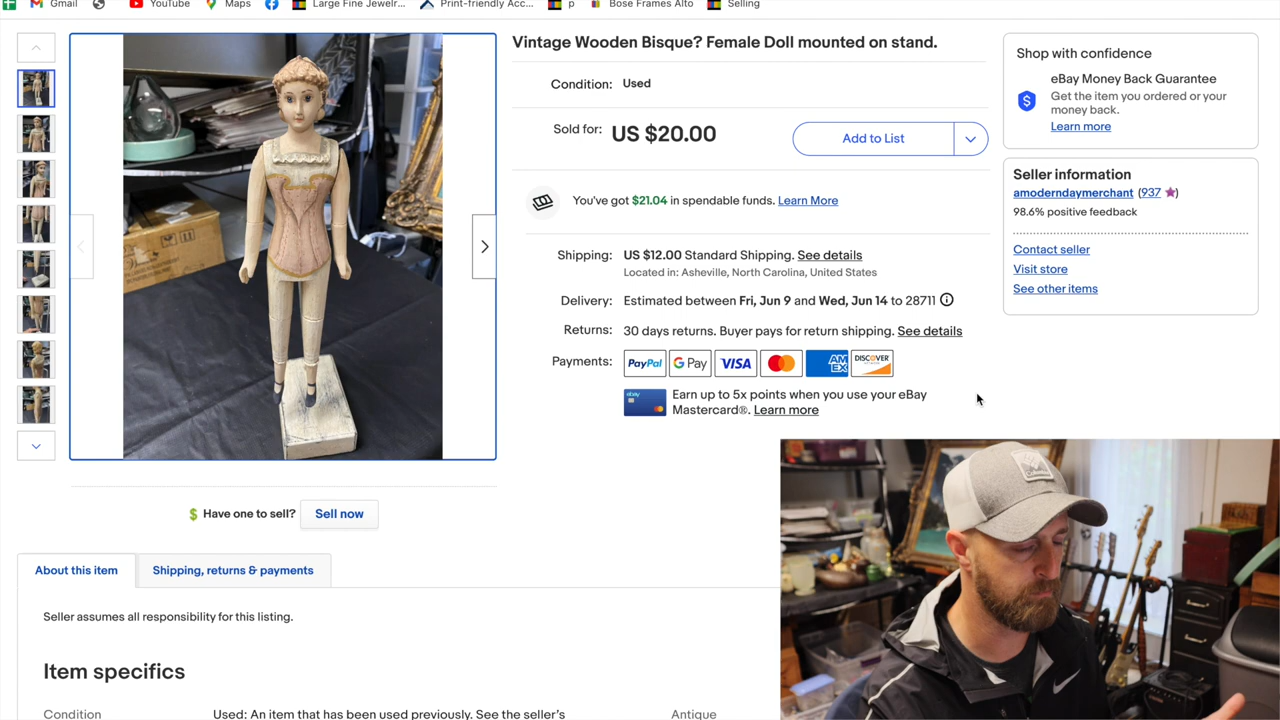 Gmail
YouTube
Maps
Large Fine Jewelr...
Print-friendly Acc...
p
Bose Frames Alto
Selling
Vintage Wooden Bisque? Female Doll mounted on stand.
Condition: Used
Sold for: US $20.00
Add to List
You've got $21.04 in spendable funds. Learn More
Shipping: US $12.00 Standard Shipping. See details
Located in: Asheville, North Carolina, United States
Delivery: Estimated between Fri, Jun 9 and Wed, Jun 14 to 28711
Returns: 30 days returns. Buyer pays for return shipping. See details
Payments: PayPal G Pay VISA AM EX DISCOVER
ebay
Earn up to 5x points when you use your eBay
Mastercard®. Learn more
Shop with confidence
eBay Money Back Guarantee
Get the item you ordered or your
money back.
Learn more
Seller information
amoderndaymerchant (937)
98.6% positive feedback
Contact seller
Visit store
See other items
Have one to sell? Sell now
About this item
Shipping, returns & payments
Seller assumes all responsibility for this listing.
Item specifics
Condition
Used: An item that has been used previously. See the seller's
Antique